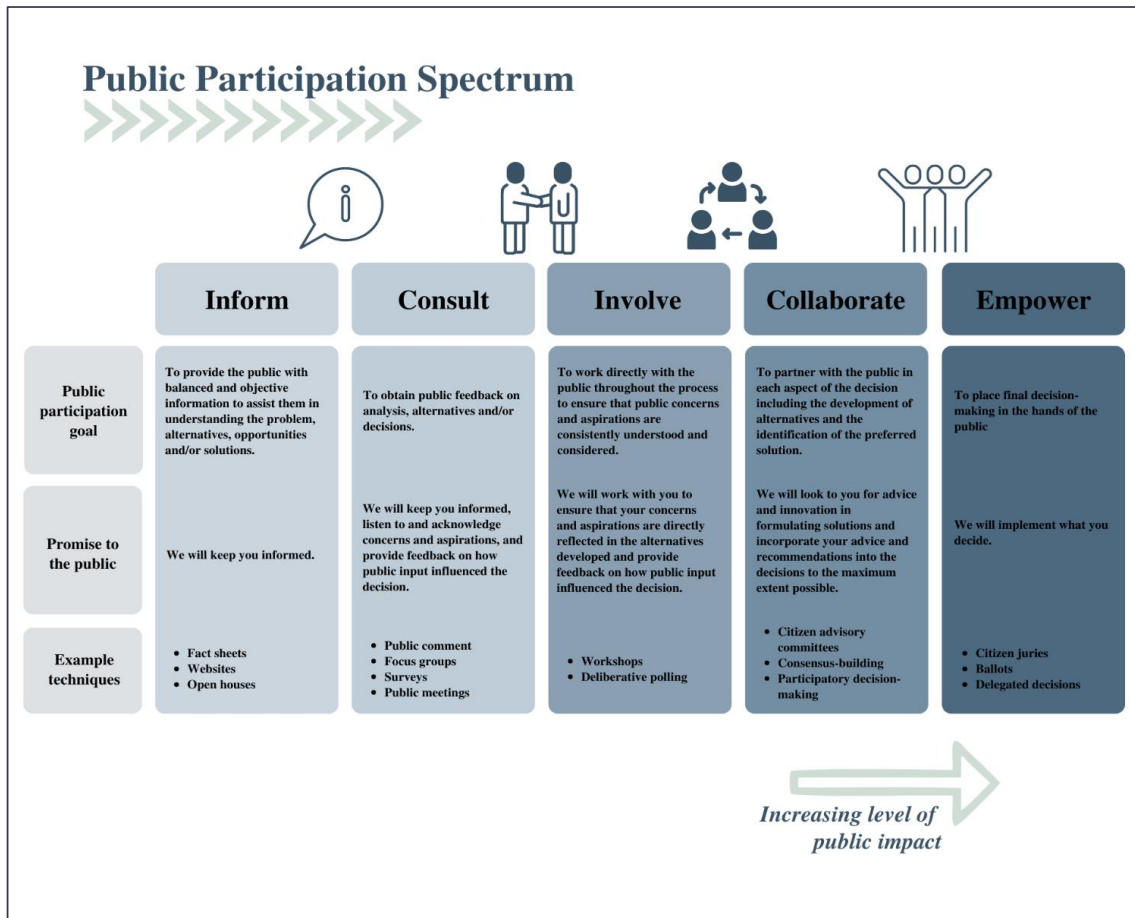 Public Participation Spectrum
i
Inform
Consult
Involve
Collaborate
Empower
Public
participation
goal
To provide the public with
balanced and objective
information to assist them in
understanding the problem,
alternatives, opportunities
and/or solutions.
To obtain public feedback on
analysis, alternatives and/or
decisions.
To work directly with the
public throughout the process
to ensure that public concerns
and aspirations are
consistently understood and
considered.
To partner with the public in
each aspect of the decision
including the development of
alternatives and the
identification of the preferred
solution.
To place final decision-
making in the hands of the
public
Promise to
the public
We will keep you informed.
We will keep you informed,
listen to and acknowledge
concerns and aspirations, and
provide feedback on how
public input influenced the
decision.
We will work with you to
ensure that your concerns
and aspirations are directly
reflected in the alternatives
developed and provide
feedback on how public input
influenced the decision.
We will look to you for advice
and innovation in
formulating solutions and
incorporate your advice and
recommendations into the
decisions to the maximum
extent possible.
We will implement what you
decide.
Example
techniques
• Fact sheets
• Websites
• Open houses
• Public comment
• Focus groups
• Surveys
• Public meetings
• Workshops
• Deliberative polling
• Citizen advisory
committees
• Consensus-building
• Participatory decision-
making
• Citizen juries
• Ballots
• Delegated decisions
Increasing level of
public impact